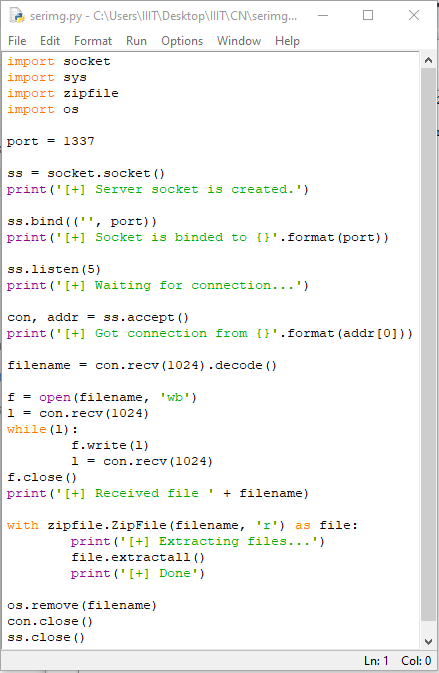 serimg.py - C:\Users\IIIT\Desktop\IIIT\CN\serimg...
File Edit Format Run Options Window Help
import socket
import sys
import zipfile
import os

port = 1337

ss = socket.socket()
print('[+] Server socket is created.')

ss.bind(('', port))
print('[+] Socket is binded to {}'.format(port))

ss.listen(5)
print('[+] Waiting for connection...')

con, addr = ss.accept()
print('[+] Got connection from {}'.format(addr[0]))

filename = con.recv(1024).decode()

f = open(filename, 'wb')
l = con.recv(1024)
while(l):
        f.write(l)
        l = con.recv(1024)
f.close()
print('[+] Received file ' + filename)

with zipfile.ZipFile(filename, 'r') as file:
        print('[+] Extracting files...')
        file.extractall()
        print('[+] Done')

os.remove(filename)
con.close()
ss.close()
Ln: 1 Col: 0